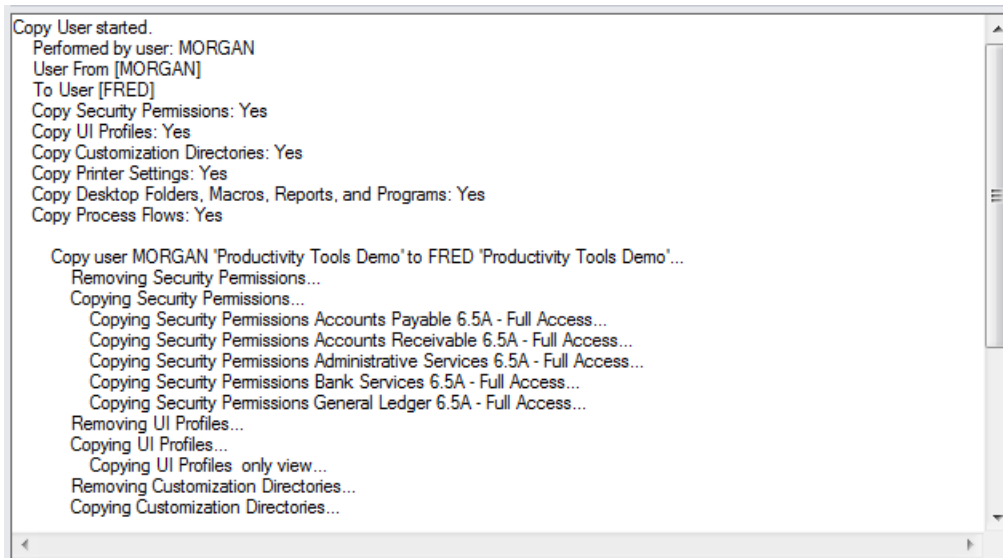 Copy User started.
Performed by user: MORGAN
User From [MORGAN]
To User [FRED]
Copy Security Permissions: Yes
Copy UI Profiles: Yes
Copy Customization Directories: Yes
Copy Printer Settings: Yes
Copy Desktop Folders, Macros, Reports, and Programs: Yes
Copy Process Flows: Yes
Copy user MORGAN 'Productivity Tools Demo' to FRED 'Productivity Tools Demo'...
Removing Security Permissions...
Copying Security Permissions...
Copying Security Permissions Accounts Payable 6.5A - Full Access...
Copying Security Permissions Accounts Receivable 6.5A - Full Access...
Copying Security Permissions Administrative Services 6.5A - Full Access...
Copying Security Permissions Bank Services 6.5A - Full Access...
Copying Security Permissions General Ledger 6.5A - Full Access...
Removing UI Profiles...
Copying UI Profiles...
Copying UI Profiles  only view...
Removing Customization Directories...
Copying Customization Directories...